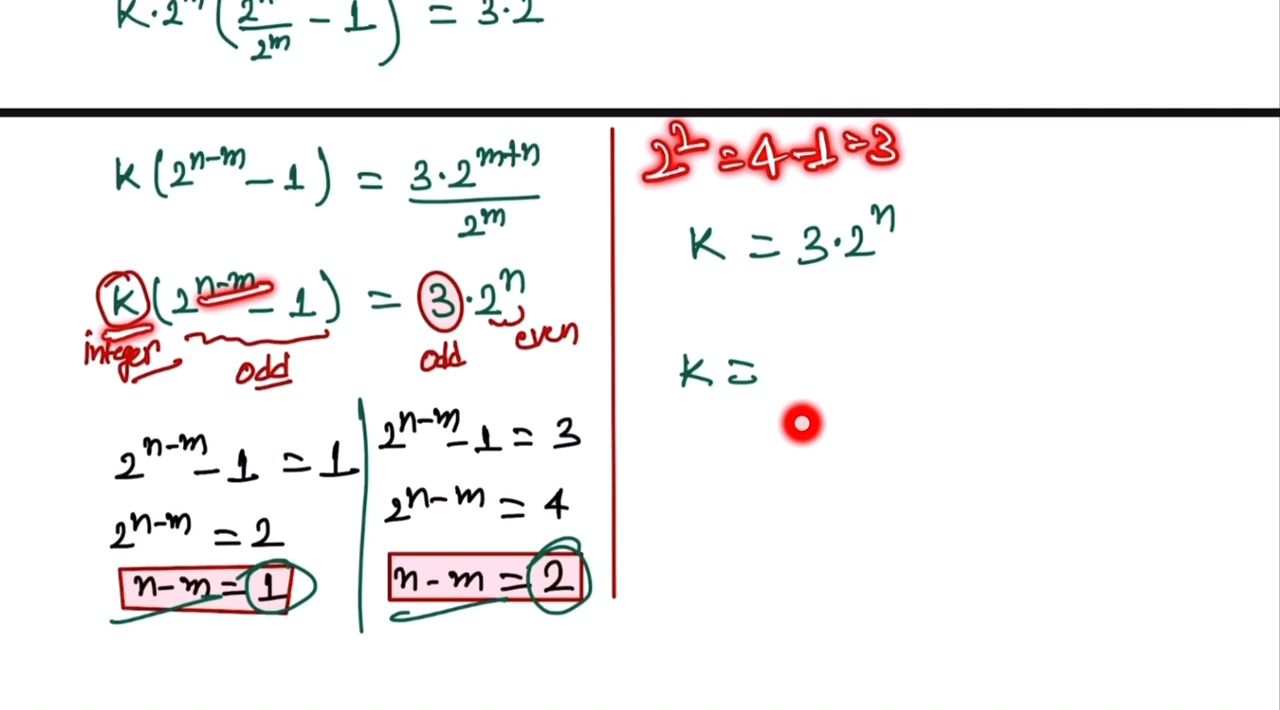 K·2^m (2^n/2^m − 1) = 3·2
K(2^{n−m} − 1) = 3·2^{m+n}/2^m
K(2^{n−m} − 1) = 3·2^n
integer odd odd even
2^{n−m} − 1 = 1
2^{n−m} = 2
n−m = 1
2^{n−m} − 1 = 3
2^{n−m} = 4
n−m = 2
2^2 = 4−1=3
K = 3·2^n
K =